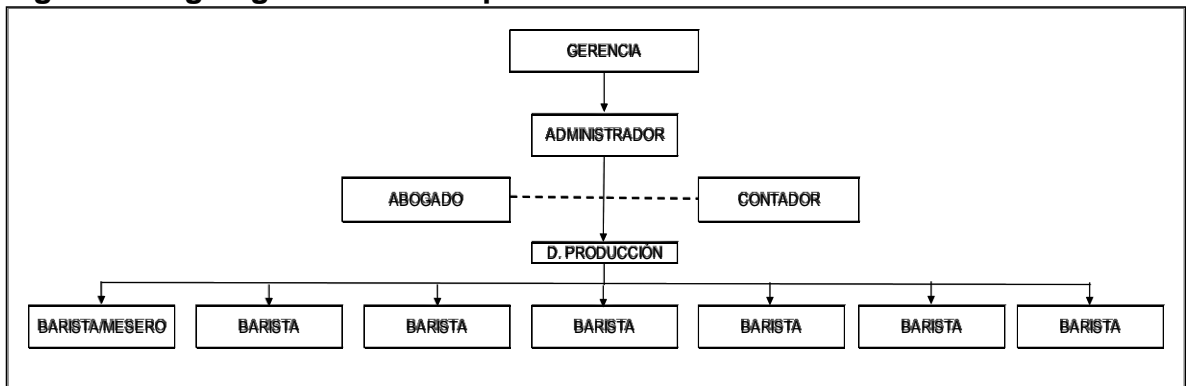 GERENCIA
ADMINISTRADOR
ABOGADO
CONTADOR
D. PRODUCCIÓN
BARISTA/MESERO
BARISTA
BARISTA
BARISTA
BARISTA
BARISTA
BARISTA